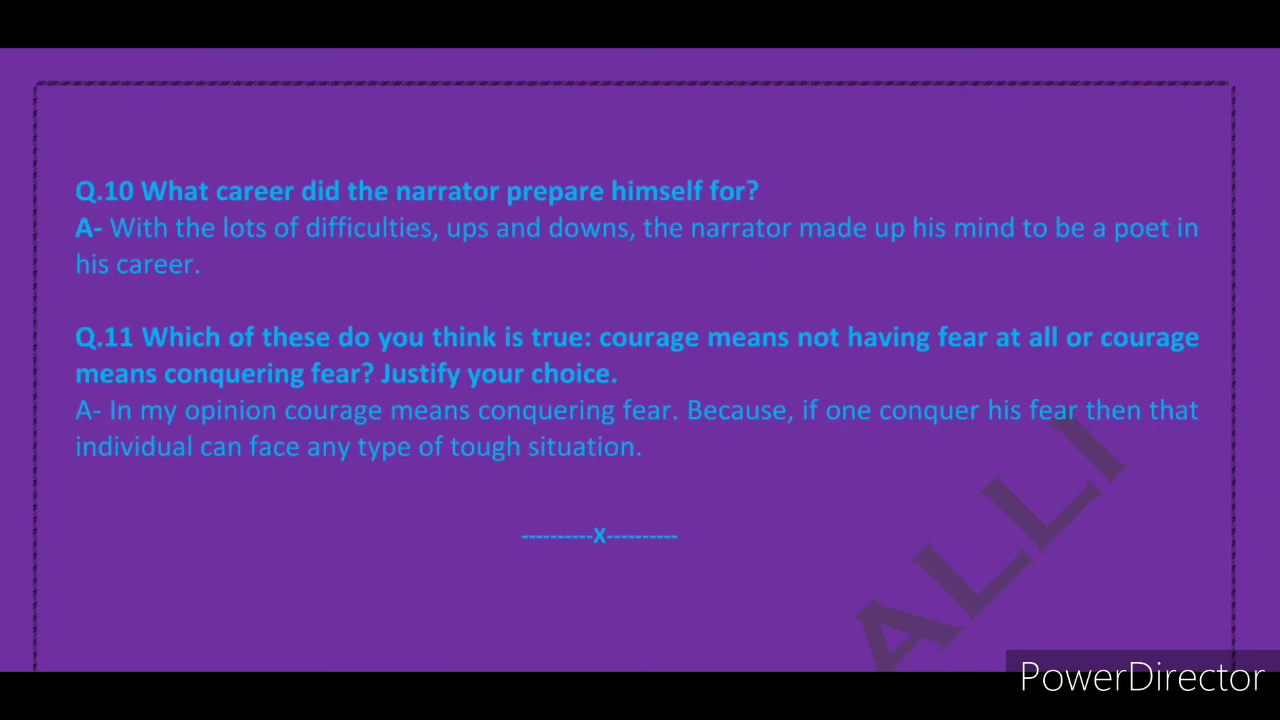 Q.10 What career did the narrator prepare himself for?
A- With the lots of difficulties, ups and downs, the narrator made up his mind to be a poet in
his career.
Q.11 Which of these do you think is true: courage means not having fear at all or courage
means conquering fear? Justify your choice.
A- In my opinion courage means conquering fear. Because, if one conquer his fear then that
individual can face any type of tough situation.
----------X----------
ALLI
PowerDirector